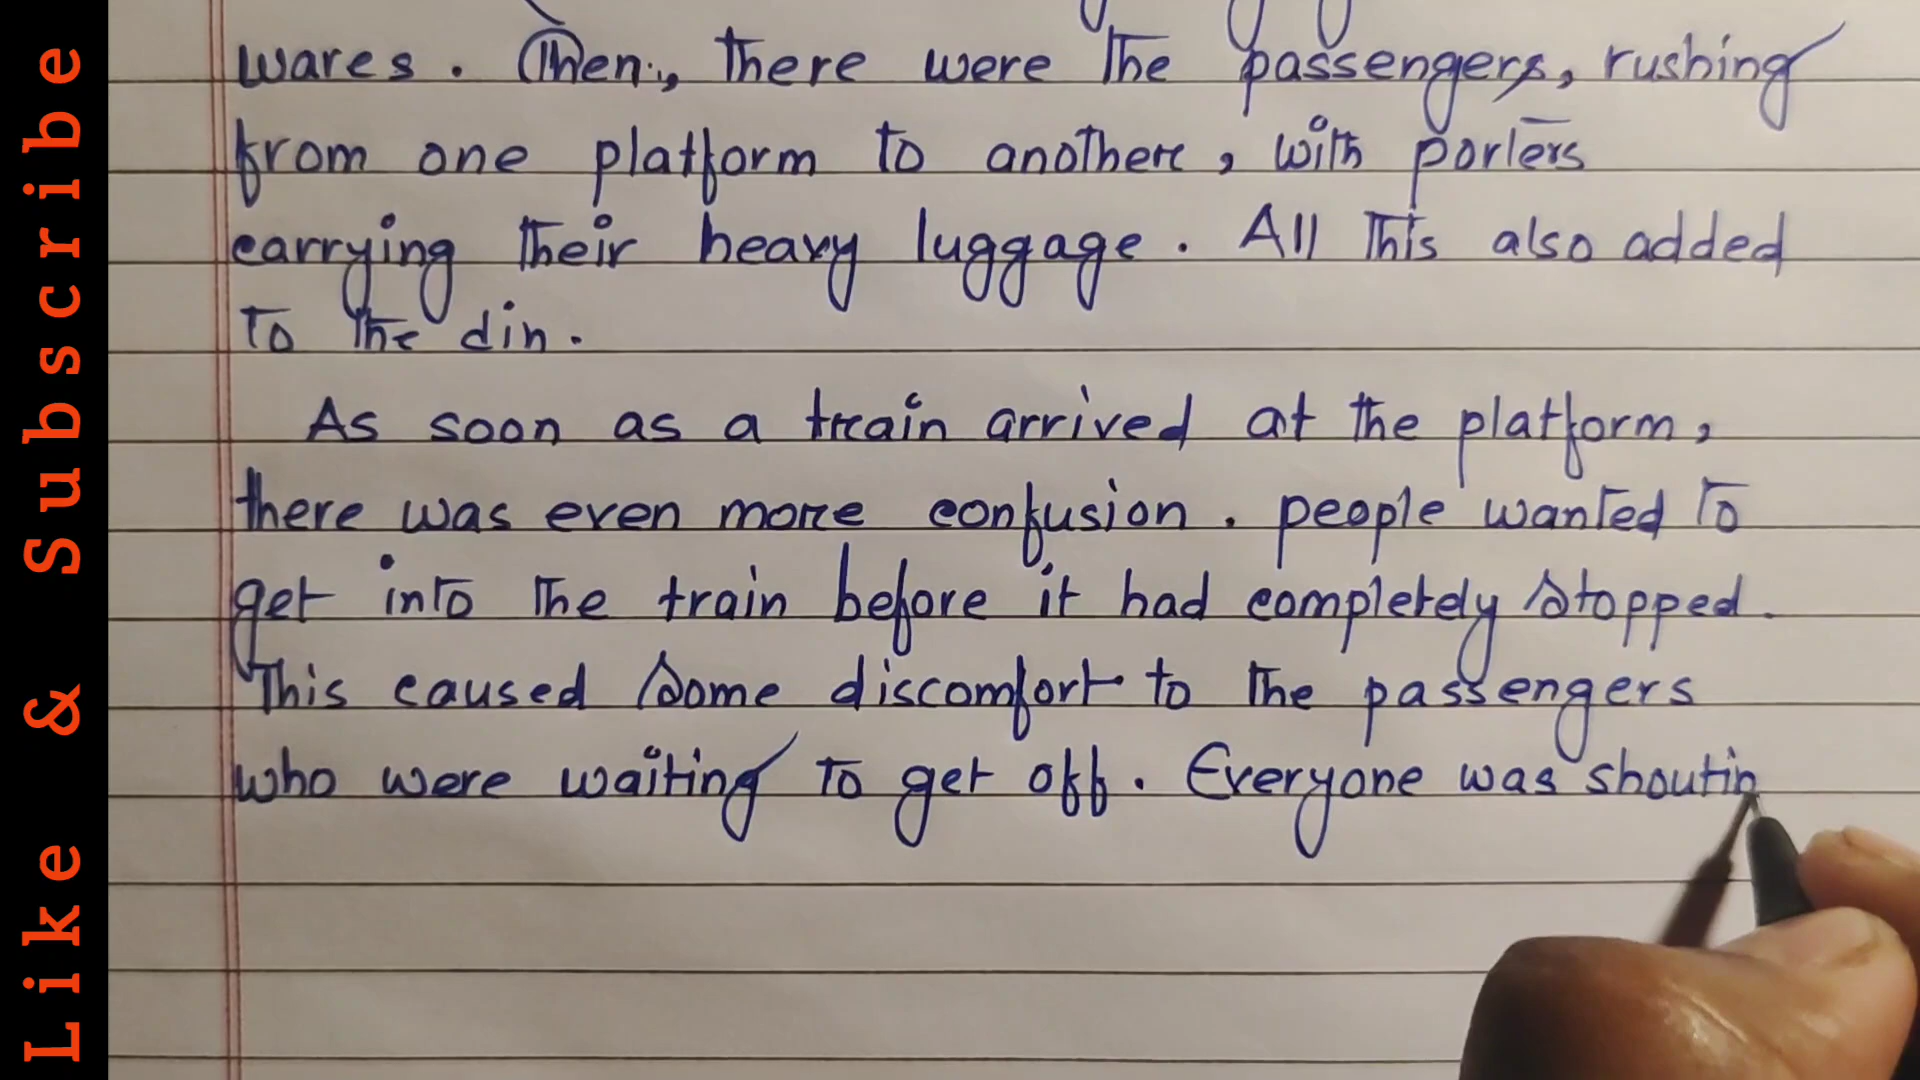 Like & Subscribe
wares. Then, there were the passengers, rushing
from one platform to another, with porters
carrying their heavy luggage. All this also added
to the din.
As soon as a train arrived at the platform,
there was even more confusion. people wanted to
get into the train before it had completely stopped.
This caused some discomfort to the passengers
who were waiting to get off. Everyone was shoutin